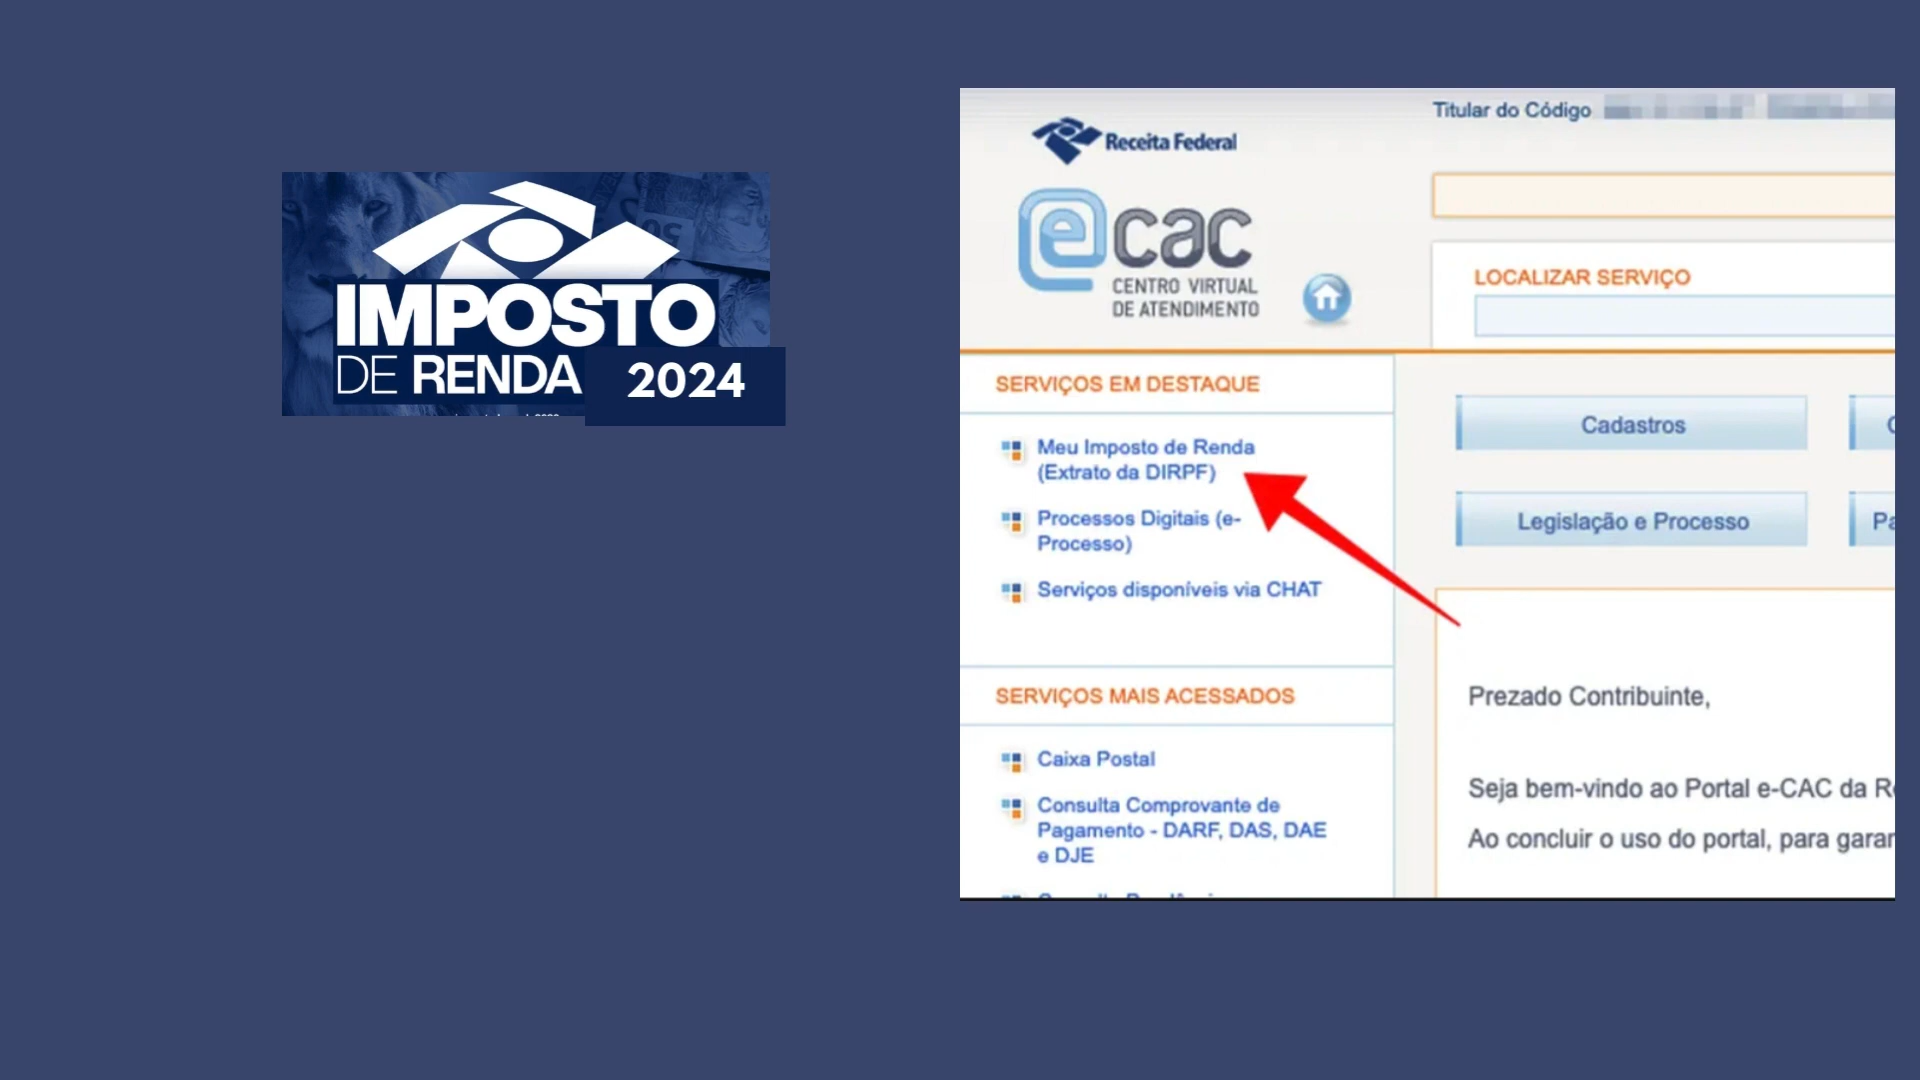 IMPOSTO
DE RENDA
2024
Receita Federal
e cac
CENTRO VIRTUAL
DE ATENDIMENTO
Titular do Código
LOCALIZAR SERVIÇO
SERVIÇOS EM DESTAQUE
Meu Imposto de Renda
(Extrato da DIRPF)
Processos Digitais (e-
Processo)
Serviços disponíveis via CHAT
SERVIÇOS MAIS ACESSADOS
Caixa Postal
Consulta Comprovante de
Pagamento - DARF, DAS, DAE
e DJE
Cadastros
Legislação e Processo
Prezado Contribuinte,
Seja bem-vindo ao Portal e-CAC da
Ao concluir o uso do portal, para